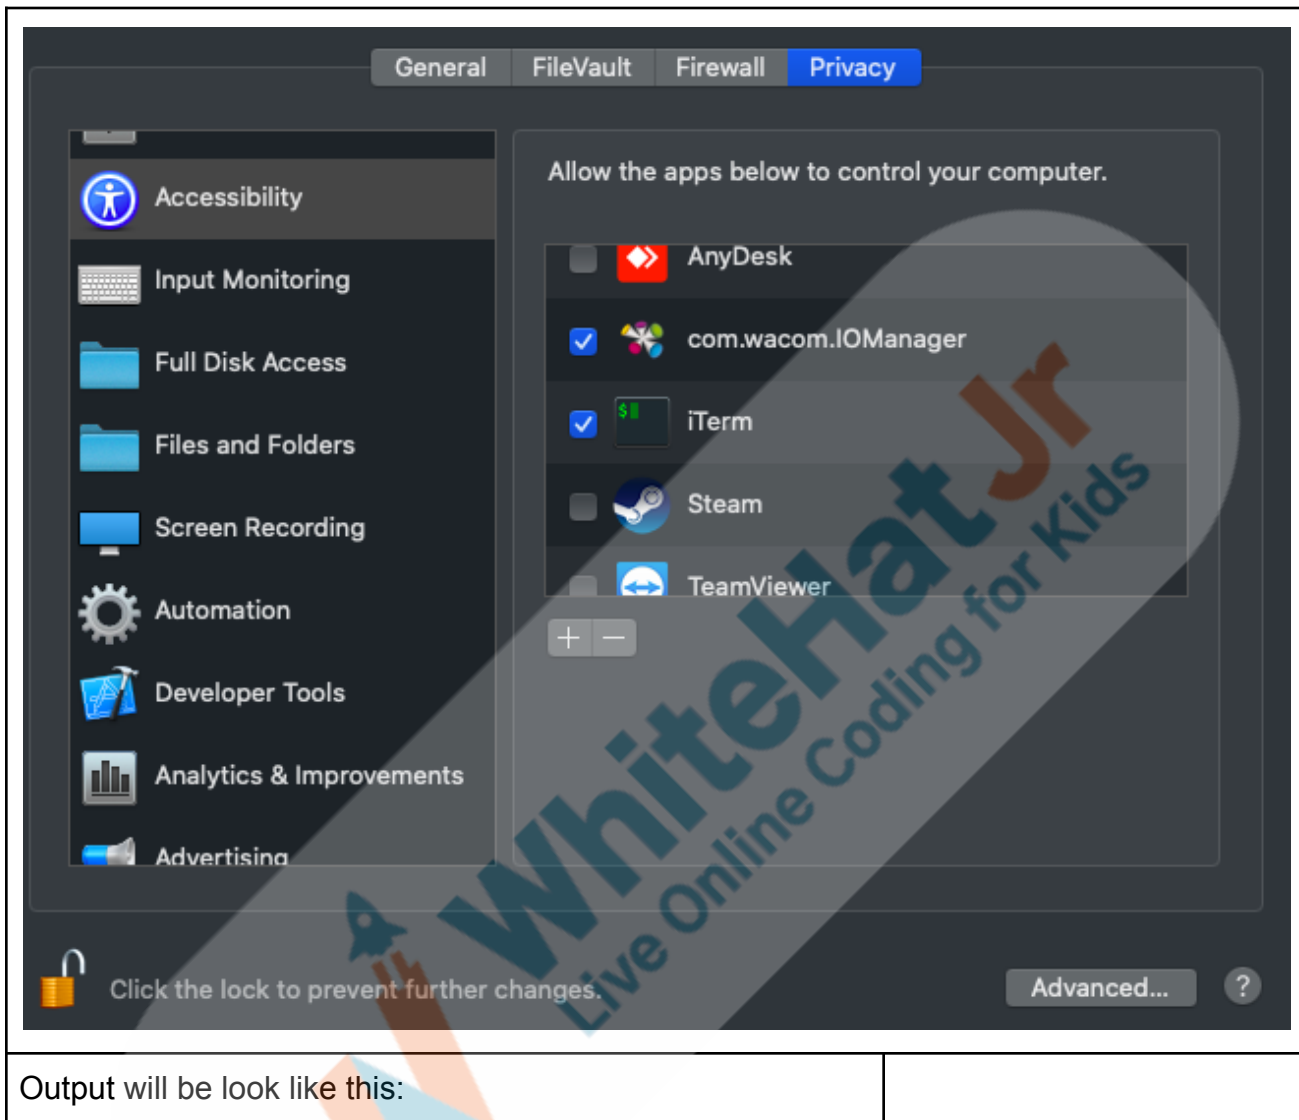 General FileVault Firewall Privacy
Accessibility
Input Monitoring
Full Disk Access
Files and Folders
Screen Recording
Automation
Developer Tools
Analytics & Improvements
Advertising
Allow the apps below to control your computer.
AnyDesk
com.wacom.IOManager
$
iTerm
Steam
TeamViewer
+ −
Click the lock to prevent further changes.
Advanced...
?
WhiteHat Jr
Live Online Coding for Kids
Output will be look like this: